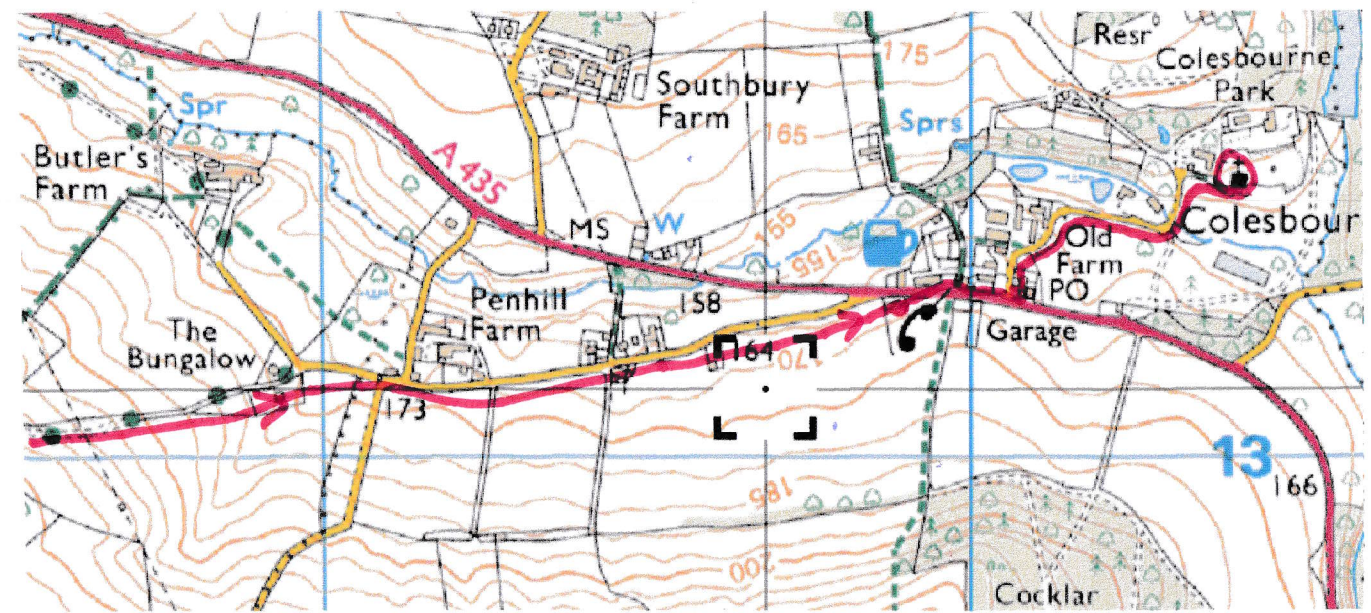 Resr
Colesbourne
Park
175
Southbury
Farm
Spr
165
Sprs
A 435
Butler's
Farm
MS
W
165
155
Colesbour
Old
Farm
PO
Penhill
Farm
158
The
Bungalow
Garage
164
170
173
13
166
185
200
Cocklar